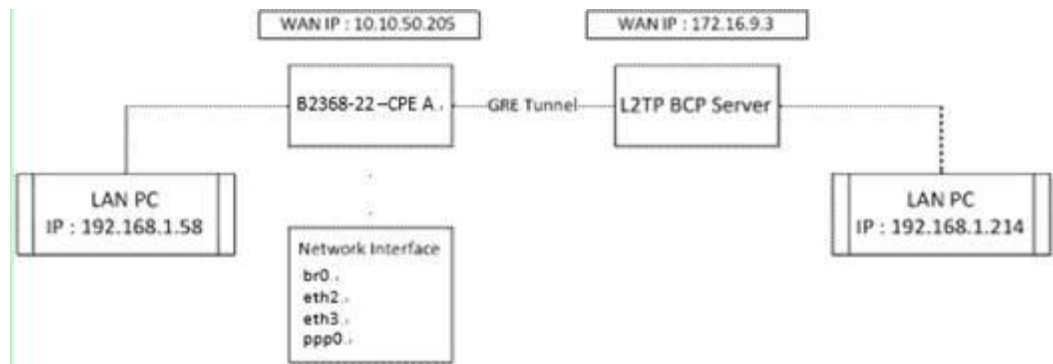 WAN IP : 10.10.50.205
WAN IP : 172.16.9.3
B2368-22 –CPE A.
GRE Tunnel
L2TP BCP Server
LAN PC
IP : 192.168.1.58
LAN PC
IP : 192.168.1.214
Network Interface
br0.
eth2.
eth3.
ppp0.